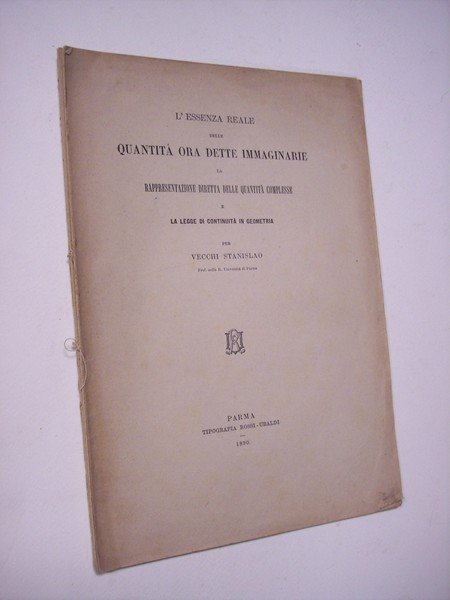 L'ESSENZA REALE
DELLE
QUANTITÀ ORA DETTE IMMAGINARIE
LA
RAPPRESENTAZIONE DIRETTA DELLE QUANTITÀ COMPLESSE
E
LA LEGGE DI CONTINUITÀ IN GEOMETRIA
PER
VECCHI STANISLAO
Prof. nella R. Università di Parma
PARMA
TIPOGRAFIA ROSSI-UBALDI
1890.